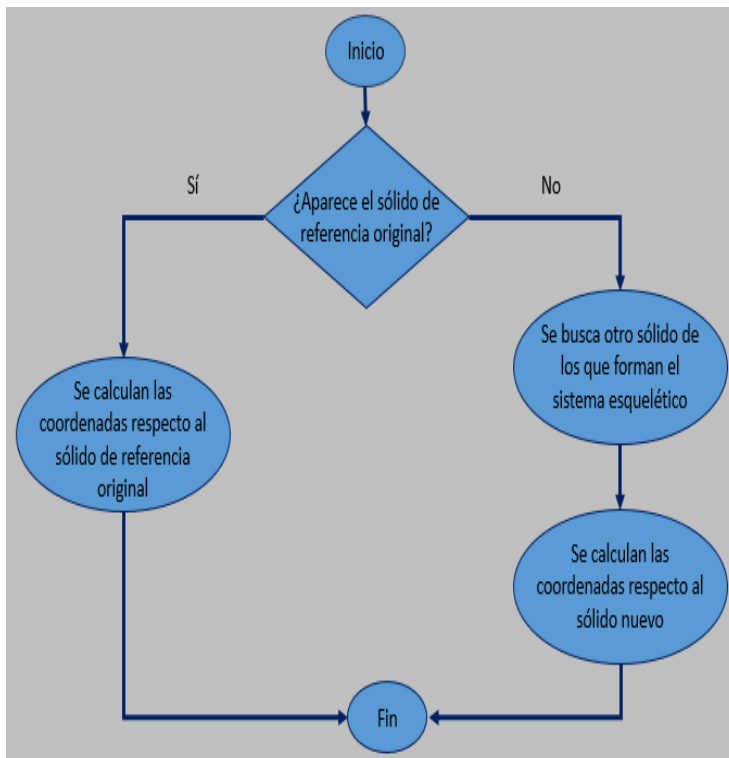 Inicio
¿Aparece el sólido de
referencia original?
Sí
No
Se calculan las
coordenadas respecto al
sólido de referencia
original
Se busca otro sólido de
los que forman el
sistema esquelético
Se calculan las
coordenadas respecto al
sólido nuevo
Fin